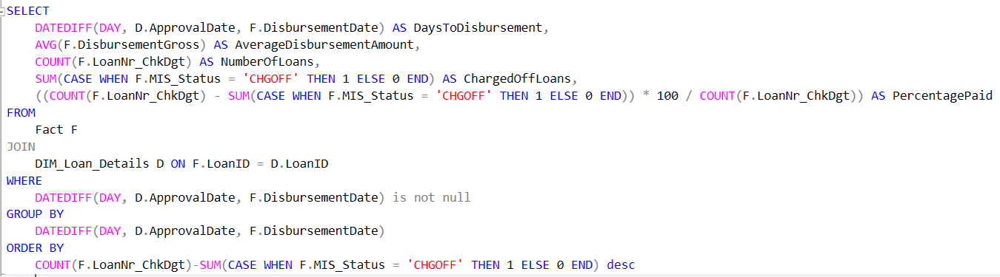 SELECT
DATEDIFF(DAY, D.ApprovalDate, F.DisbursementDate) AS DaysToDisbursement,
AVG(F.DisbursementGross) AS AverageDisbursementAmount,
COUNT(F.LoanNr_ChkDgt) AS NumberOfLoans,
SUM(CASE WHEN F.MIS_Status = 'CHGOFF' THEN 1 ELSE 0 END) AS ChargedOffLoans,
((COUNT(F.LoanNr_ChkDgt) - SUM(CASE WHEN F.MIS_Status = 'CHGOFF' THEN 1 ELSE 0 END)) * 100 / COUNT(F.LoanNr_ChkDgt)) AS PercentagePaid
FROM
Fact F
JOIN
DIM_Loan_Details D ON F.LoanID = D.LoanID
WHERE
DATEDIFF(DAY, D.ApprovalDate, F.DisbursementDate) is not null
GROUP BY
DATEDIFF(DAY, D.ApprovalDate, F.DisbursementDate)
ORDER BY
COUNT(F.LoanNr_ChkDgt)-SUM(CASE WHEN F.MIS_Status = 'CHGOFF' THEN 1 ELSE 0 END) desc